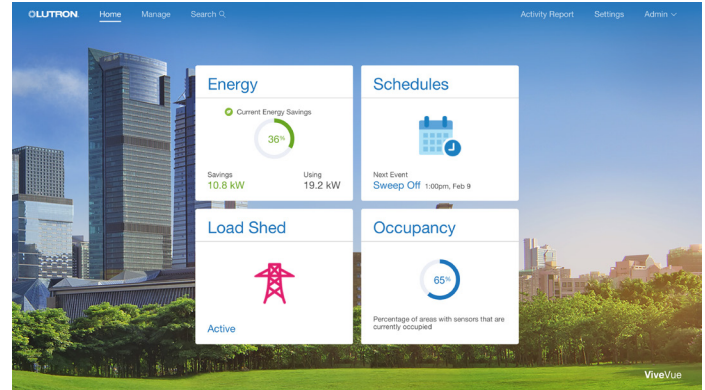 LUTRON
Home Manage Search Activity Report Settings Admin
Energy
Current Energy Savings
36%
Savings Using
10.8 kW 19.2 kW
Schedules
Next Event
Sweep Off 1:00pm, Feb 9
Load Shed
Active
Occupancy
65%
Percentage of areas with sensors that are
currently occupied
ViveVue